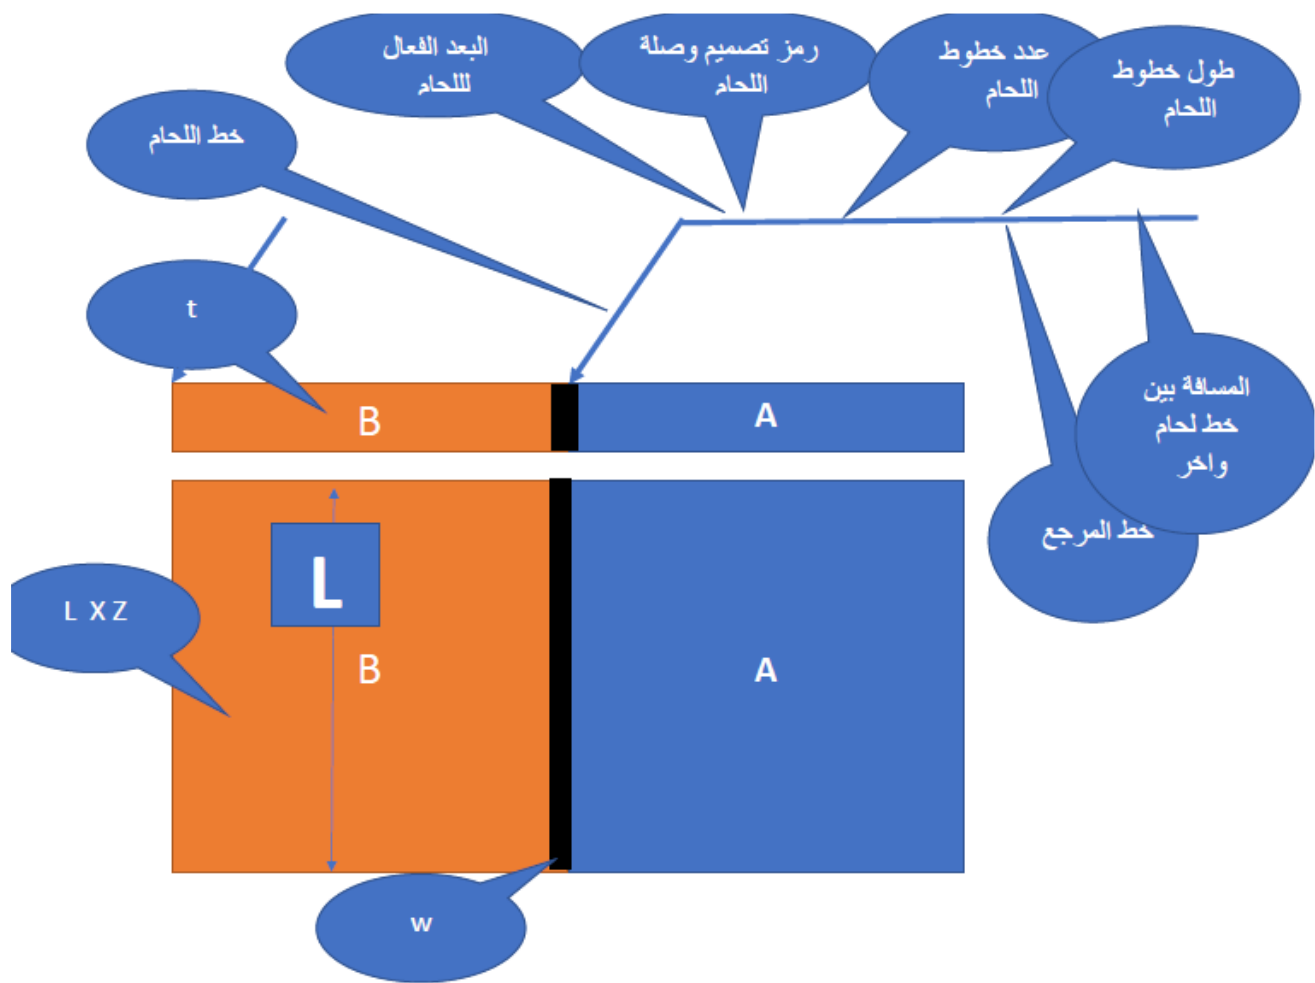 البعد الفعال
لللحام
رمز تصميم وصلة
اللحام
عدد خطوط
اللحام
طول خطوط
اللحام
خط اللحام
t
B
A
المسافة بين
خط لحام
واخر
خط المرجع
L
L X Z
B
A
w